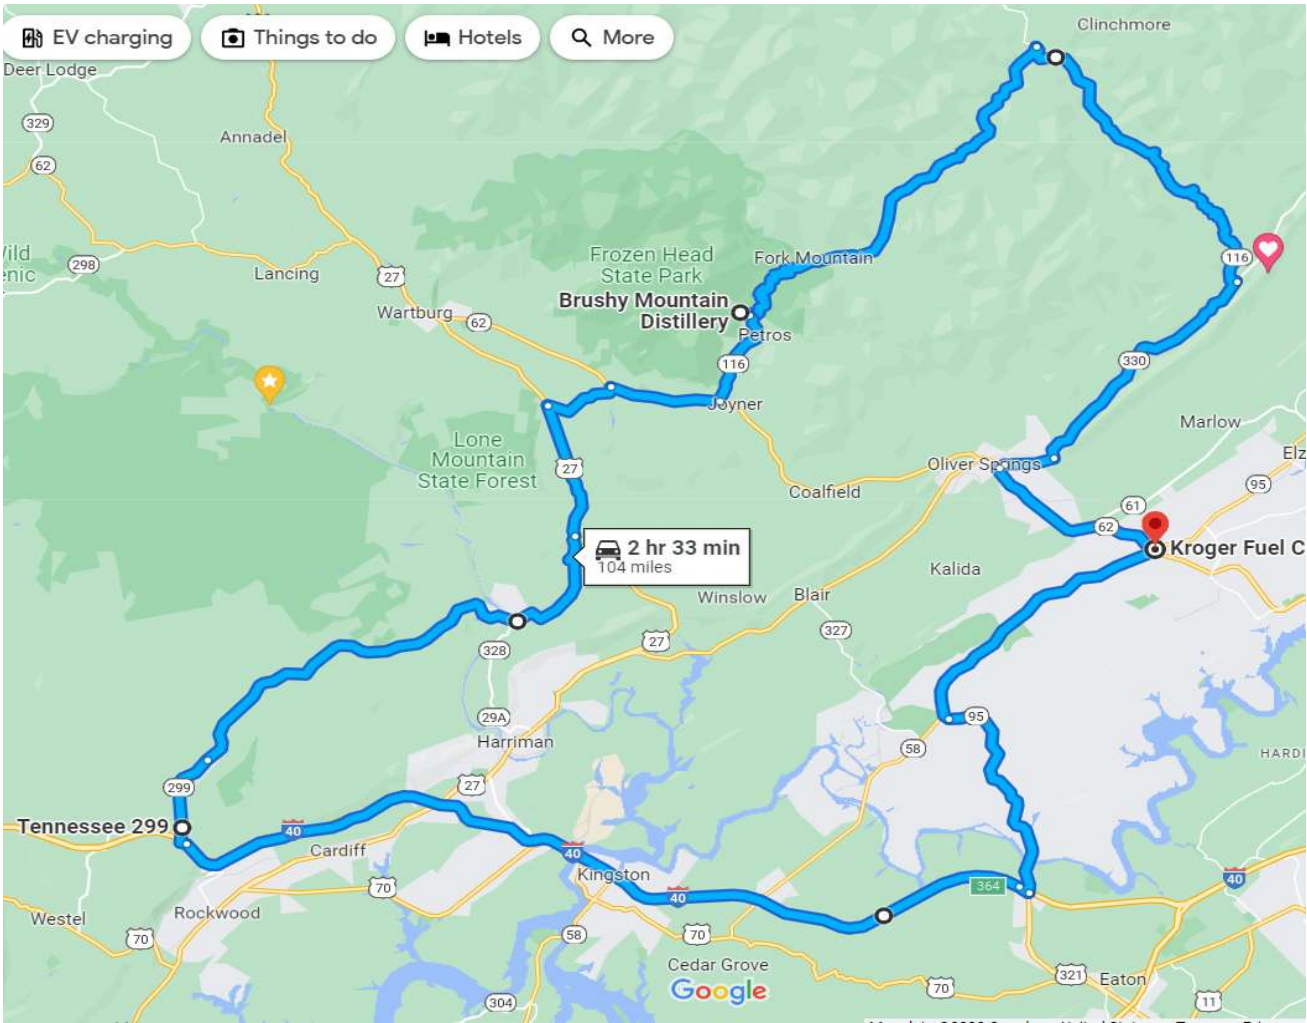 EV charging
Things to do
Hotels
More
Clinchmore
Deer Lodge
329
Annadel
62
298
Lancing
27
Wartburg
62
Frozen Head
State Park
Fork Mountain
116
Brushy Mountain
Distillery
Petros
116
330
Joyner
Marlow
Lone
Mountain
State Forest
27
Oliver Springs
Coalfield
95
61
62
Kroger Fuel C
2 hr 33 min
104 miles
Kalida
Winslow
Blair
327
27
328
29A
Harriman
95
58
27
299
Tennessee 299
40
Cardiff
40
Kingston
70
40
364
40
Westel
Rockwood
70
58
70
Cedar Grove
Google
321
Eaton
70
304
11